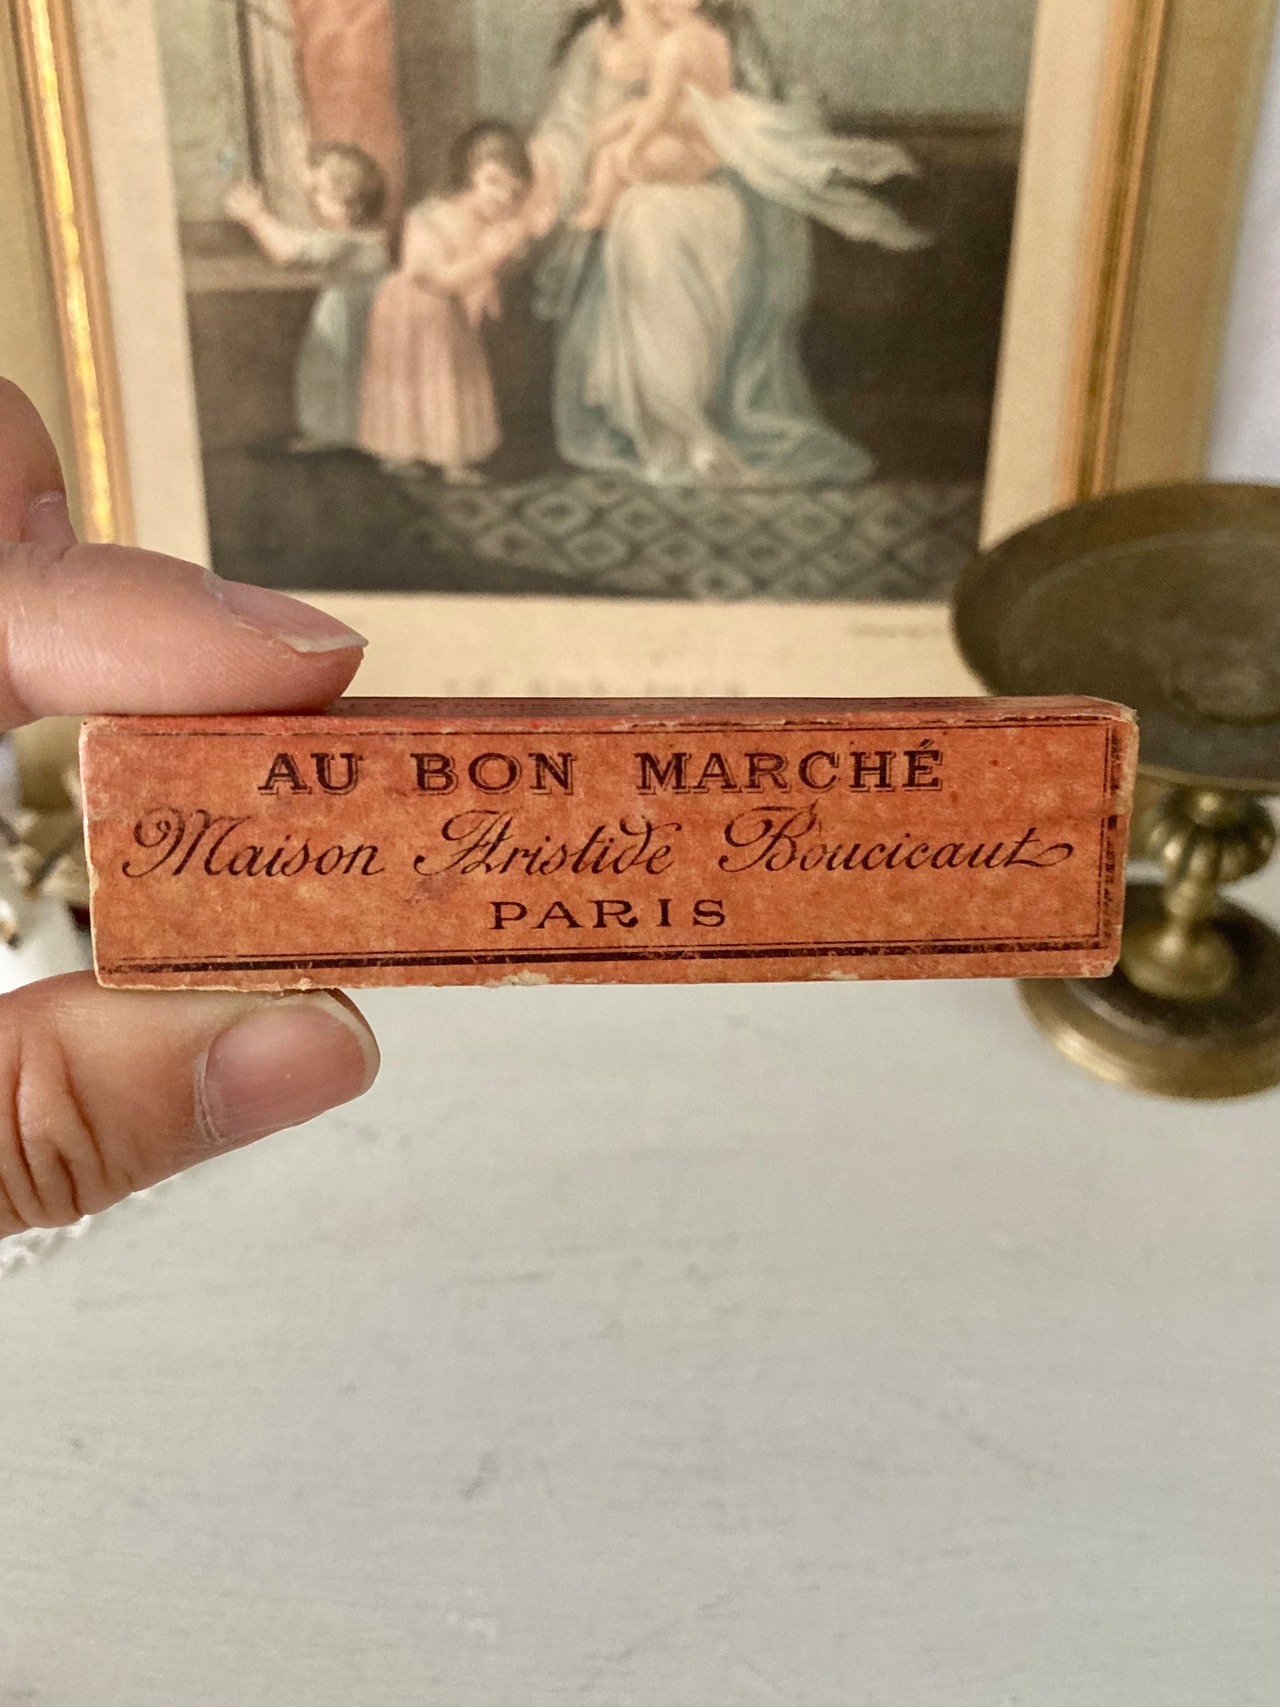 AU BON MARCHÉ
Maison Aristide Boucicaut
PARIS